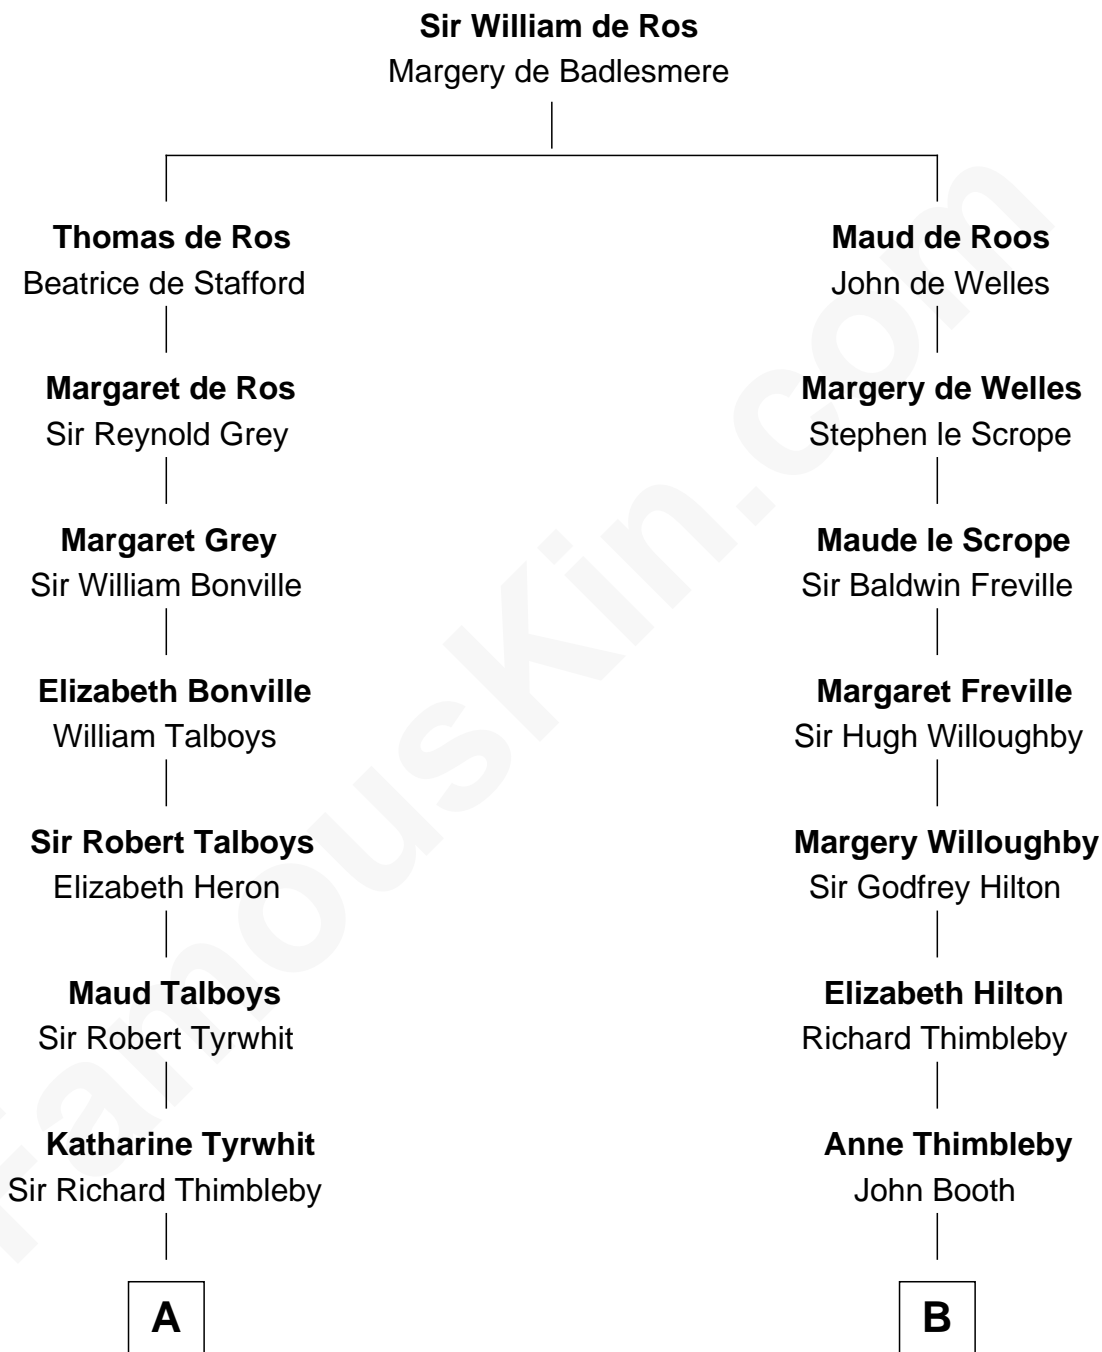 Sir William de Ros
Margery de Badlesmere
Thomas de Ros
Beatrice de Stafford
Margaret de Ros
Sir Reynold Grey
Margaret Grey
Sir William Bonville
Elizabeth Bonville
William Talboys
Sir Robert Talboys
Elizabeth Heron
Maud Talboys
Sir Robert Tyrwhit
Katharine Tyrwhit
Sir Richard Thimbleby
A
Maud de Roos
John de Welles
Margery de Welles
Stephen le Scrope
Maude le Scrope
Sir Baldwin Freville
Margaret Freville
Sir Hugh Willoughby
Margery Willoughby
Sir Godfrey Hilton
Elizabeth Hilton
Richard Thimbleby
Anne Thimbleby
John Booth
B
FamousKin.com